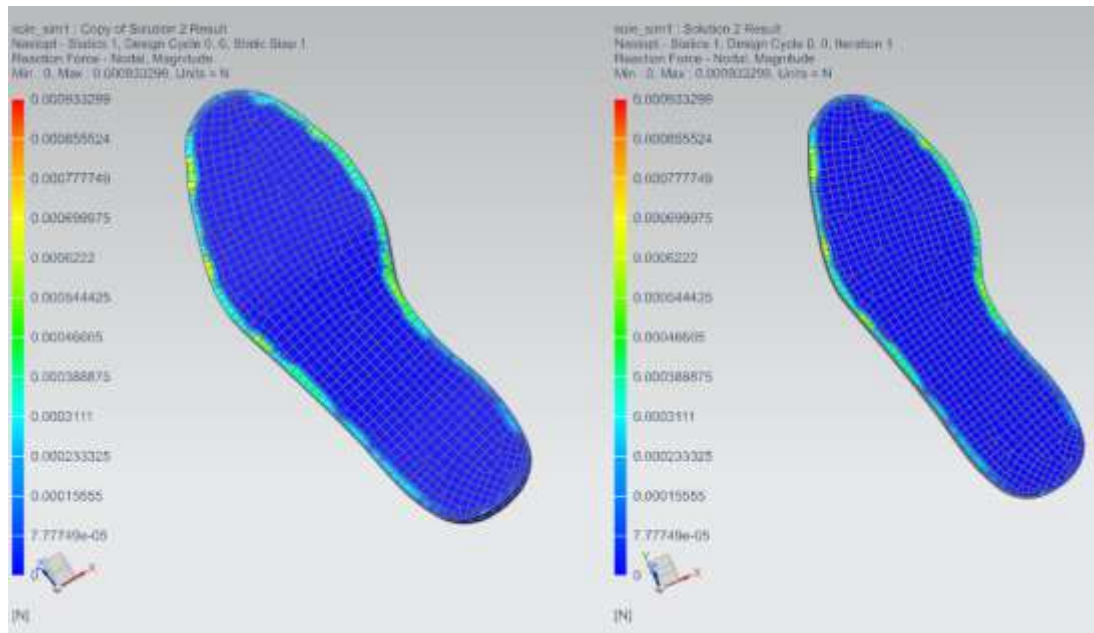 sole_sim1 : Copy of Solution 2 Result
Nassopt - Statics 1, Design Cycle 0, 6, Static Step 1
Reaction Force - Nodal, Magnitude
Min : 0, Max : 0.000933299, Units = N
0.000933299
0.000855524
0.000777749
0.000699975
0.0006222
0.000544425
0.00046665
0.000388875
0.0003111
0.000233325
0.00015555
7.77749e-05
0
X
[N]
sole_sim1 : Solution 2 Result
Nassopt - Statics 1, Design Cycle 0, 0, Iteration 1
Reaction Force - Nodal, Magnitude
Min : 0, Max : 0.000933299, Units = N
0.000933299
0.000855524
0.000777749
0.000699975
0.0006222
0.000544425
0.00046665
0.000388875
0.0003111
0.000233325
0.00015555
7.77749e-05
0
Y
X
[N]